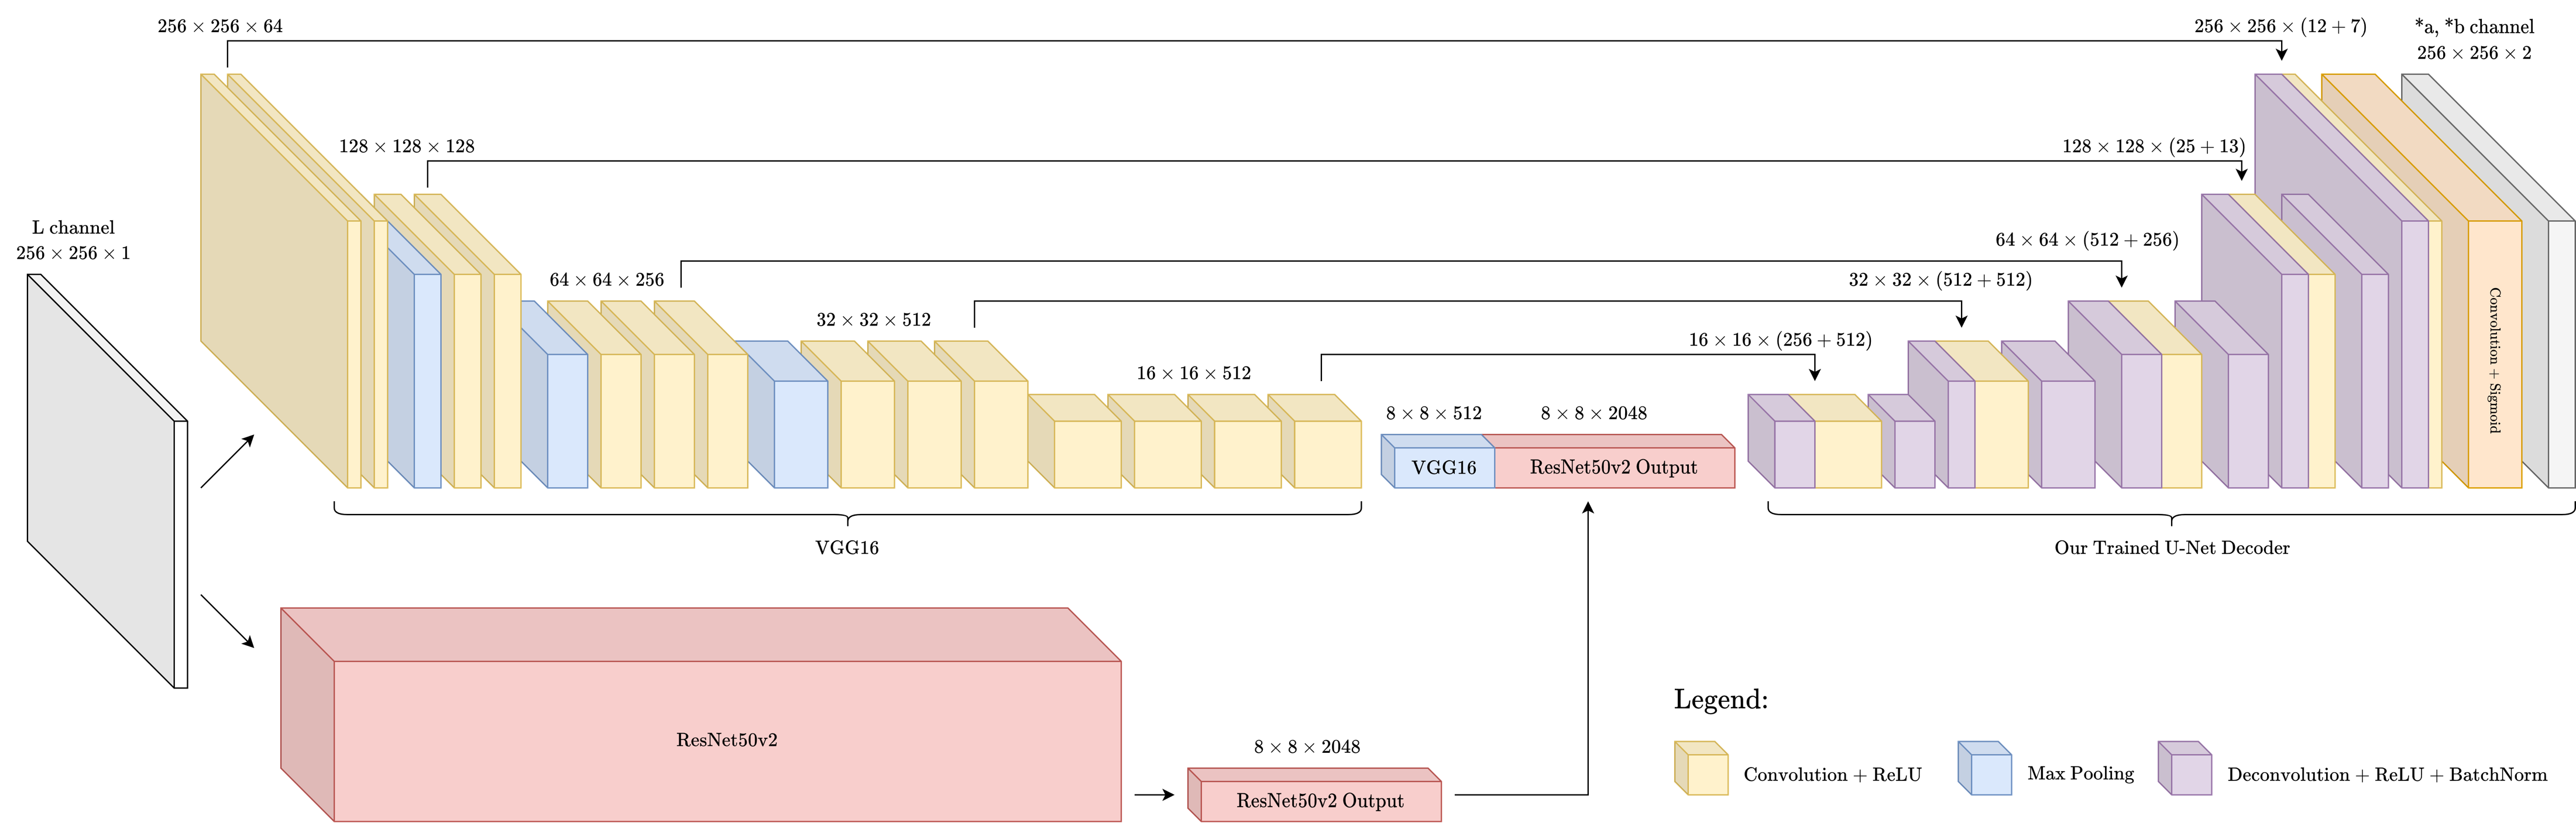 256 × 256 × 64
256 × 256 × (12 + 7)
*a, *b channel
256 × 256 × 2
128 × 128 × 128
128 × 128 × (25 + 13)
L channel
256 × 256 × 1
64 × 64 × 256
64 × 64 × (512 + 256)
32 × 32 × 512
32 × 32 × (512 + 512)
16 × 16 × 512
16 × 16 × (256 + 512)
8 × 8 × 512
8 × 8 × 2048
VGG16
ResNet50v2 Output
Convolution + Sigmoid
VGG16
Our Trained U-Net Decoder
ResNet50v2
8 × 8 × 2048
ResNet50v2 Output
Legend:
Convolution + ReLU
Max Pooling
Deconvolution + ReLU + BatchNorm